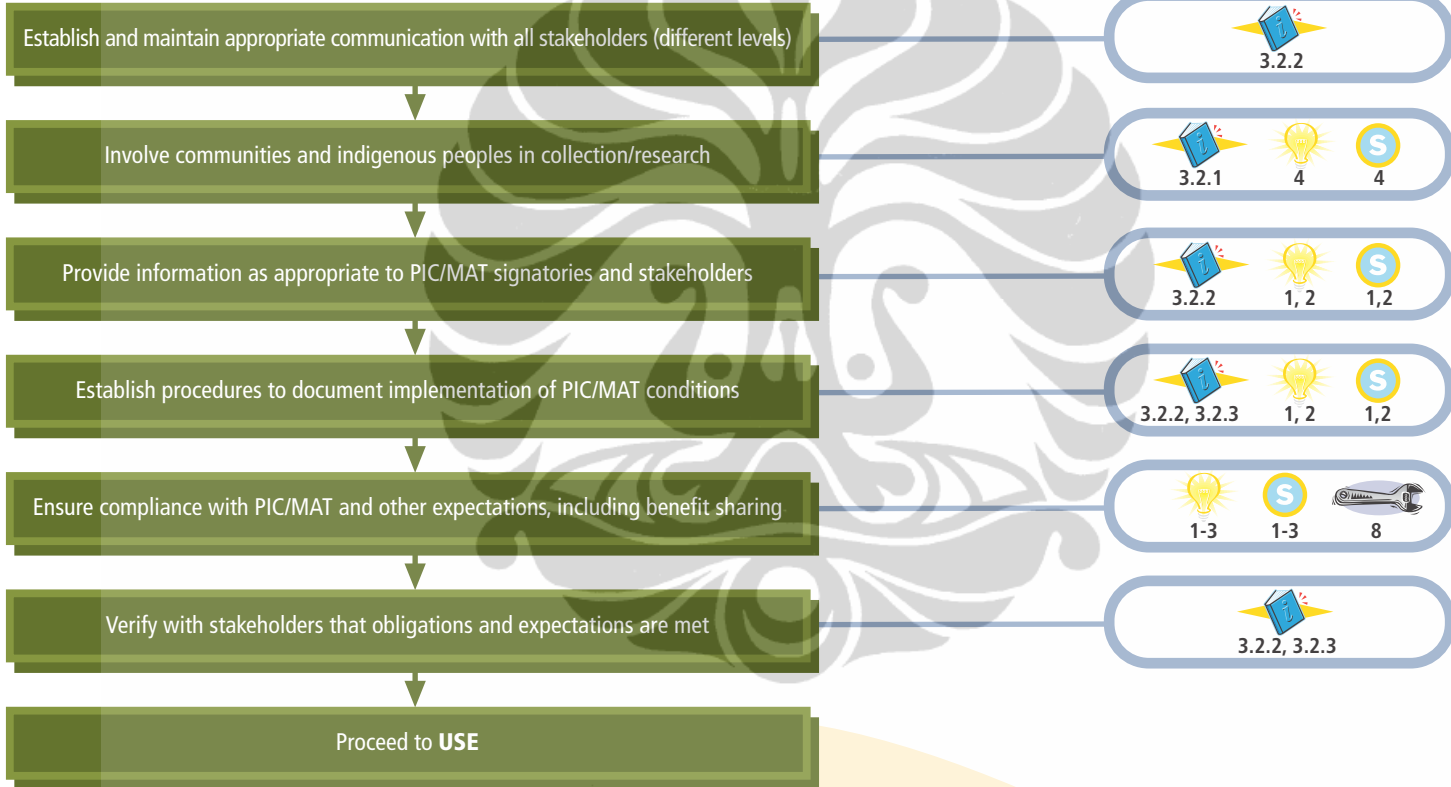 Establish and maintain appropriate communication with all stakeholders (different levels)
3.2.2
Involve communities and indigenous peoples in collection/research
3.2.1 4 4
Provide information as appropriate to PIC/MAT signatories and stakeholders
3.2.2 1, 2 1,2
Establish procedures to document implementation of PIC/MAT conditions
3.2.2, 3.2.3 1, 2 1,2
Ensure compliance with PIC/MAT and other expectations, including benefit sharing
1-3 1-3 8
Verify with stakeholders that obligations and expectations are met
3.2.2, 3.2.3
Proceed to USE
i
i S
i S
i S
S
i